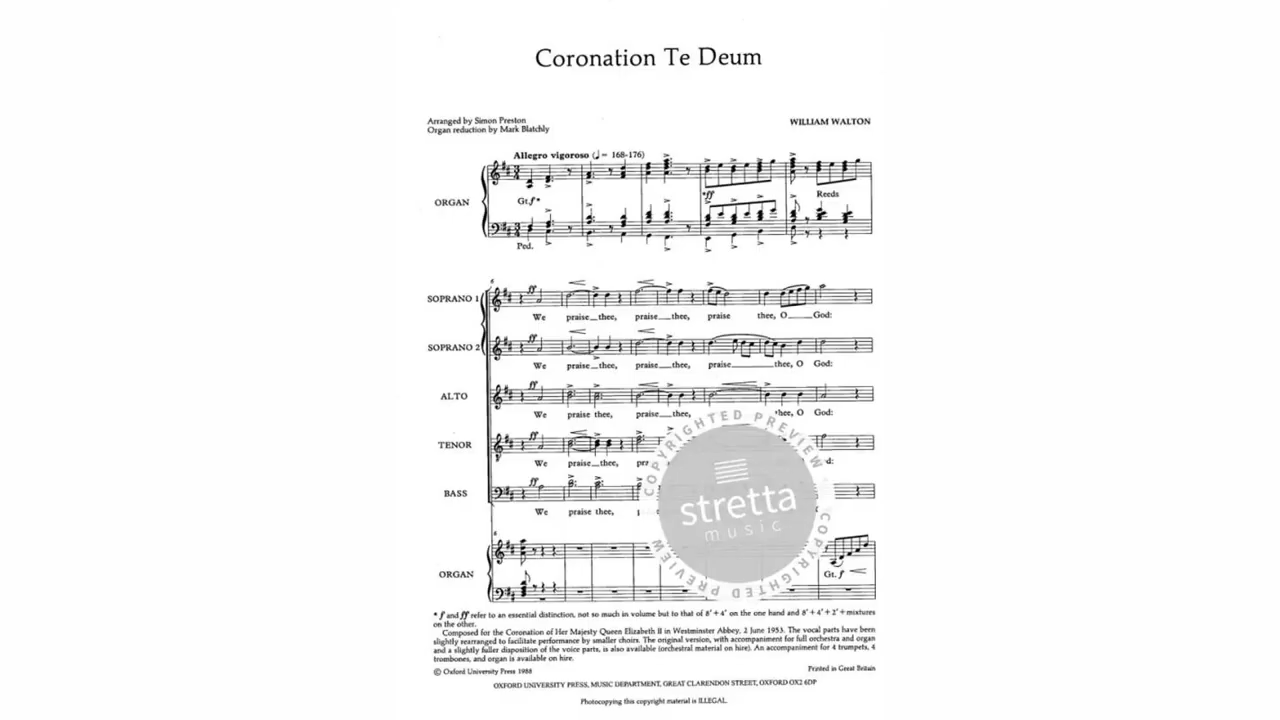 Coronation Te Deum
Arranged by Simon Preston
Organ reduction by Mark Blatchly
WILLIAM WALTON
Allegro vigoroso (♩= 168-176)
ORGAN
Gt. f *
* ff
Reeds
Ped.
6
SOPRANO 1
ff
We praise thee, praise thee, praise thee, O God:
SOPRANO 2
ff
We praise thee, praise thee, praise thee, O God:
ALTO
ff
We praise thee, praise thee, thee, O God:
TENOR
ff
We praise thee,
BASS
ff
We praise thee,
6
ORGAN
Gt. f
COPYRIGHTED PREVIEW
stretta
music
COPYRIGHTED PREVIEW
* f and ff refer to an essential distinction, not so much in volume but to that of 8' + 4' on the one hand and 8' + 4' + 2' + mixtures
on the other.
Composed for the Coronation of Her Majesty Queen Elizabeth II in Westminster Abbey, 2 June 1953. The vocal parts have been
slightly rearranged to facilitate performance by smaller choirs. The original version, with accompaniment for full orchestra and organ
and a slightly fuller disposition of the voice parts, is also available (orchestral material on hire). An accompaniment for 4 trumpets, 4
trombones, and organ is available on hire.
© Oxford University Press 1988
Printed in Great Britain
OXFORD UNIVERSITY PRESS, MUSIC DEPARTMENT, GREAT CLARENDON STREET, OXFORD OX2 6DP
Photocopying this copyright material is ILLEGAL.